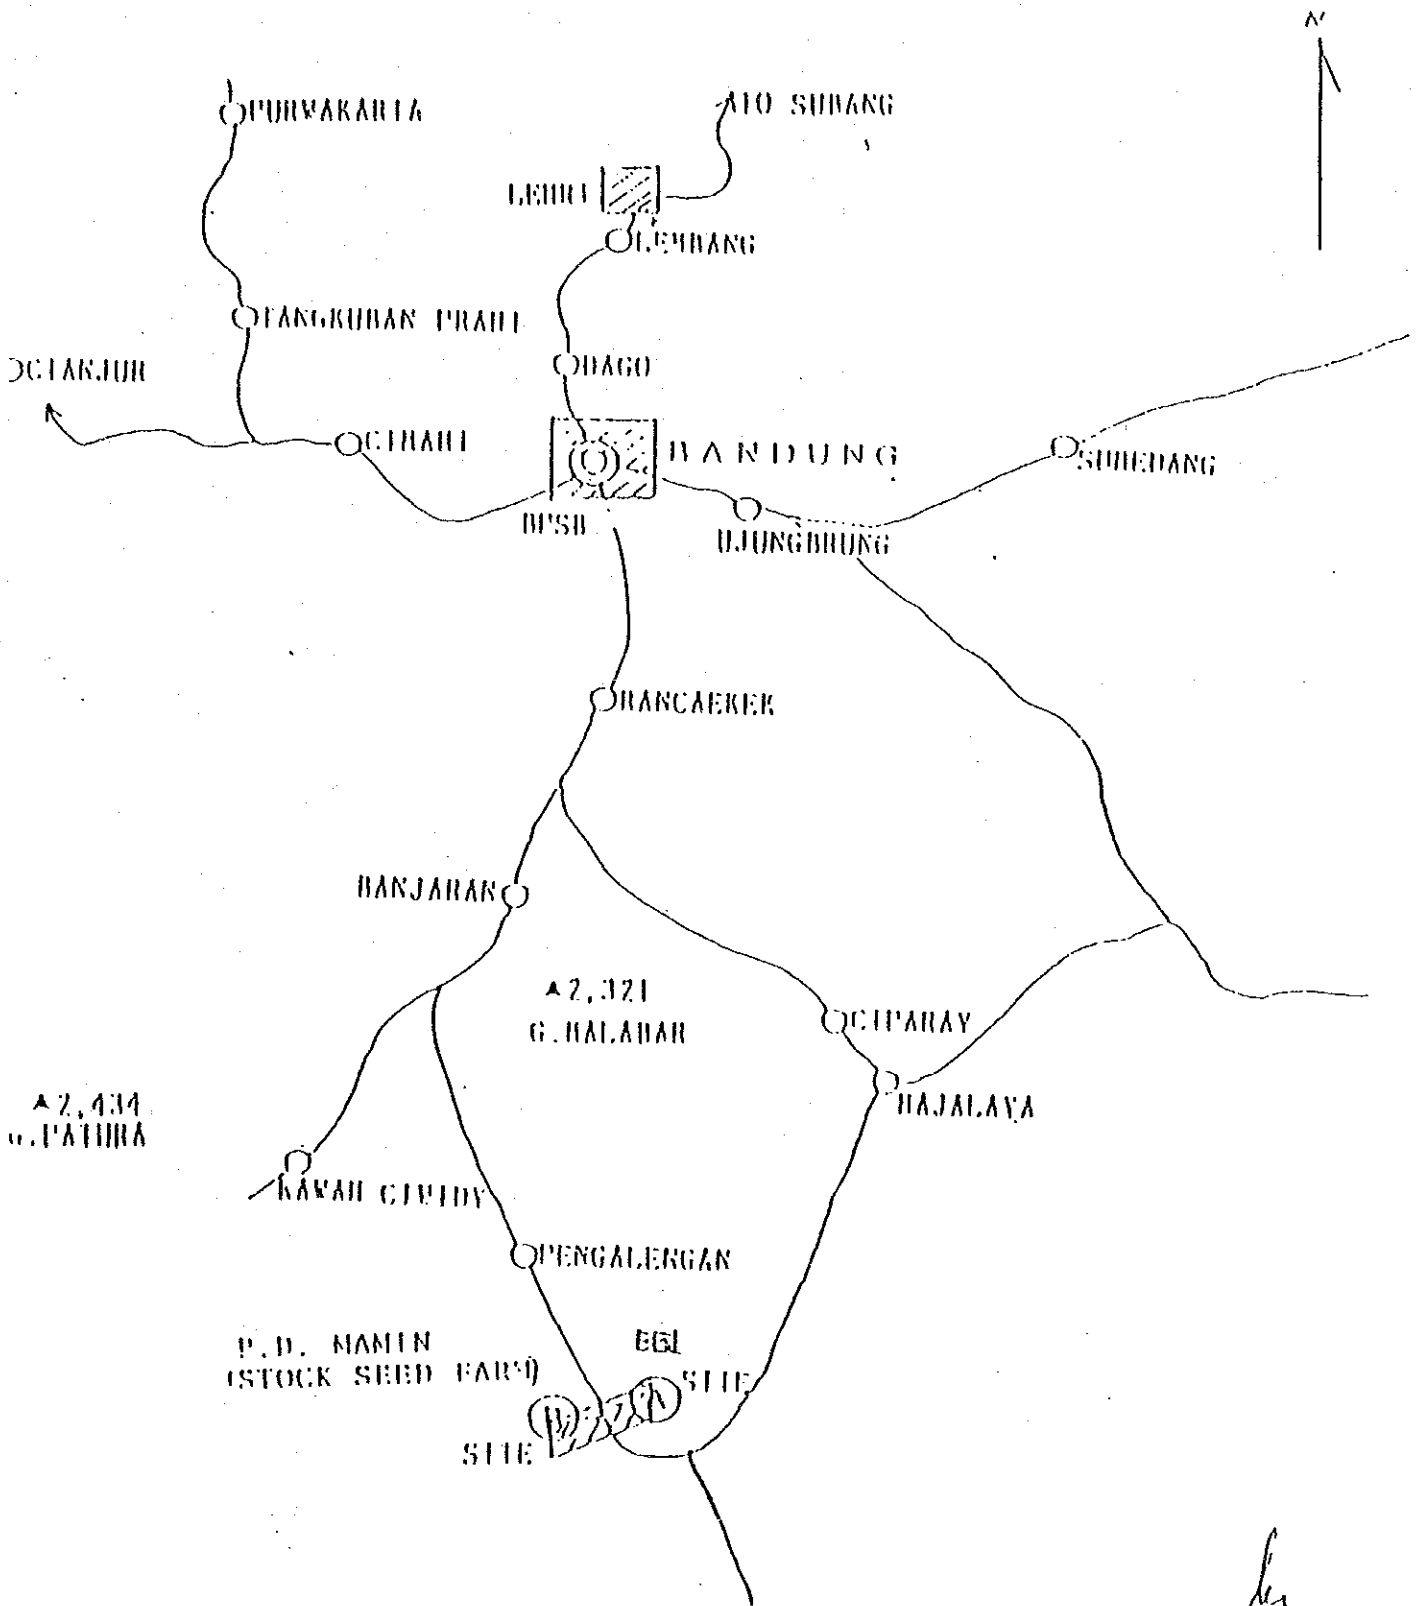 N
PURWAKARTA
TO SUBANG
LEHRI
LEMBANG
TANGKUBAN PRAHU
CIANJUR
DAGO
CIMAHI
BANDUNG
SUMEDANG
BPSB
UJUNGBRUNG
RANCAEKEK
BANJARAN
2,321
G.MALABAR
CIPARAY
MAJALAYA
2,434
G.PATUHA
KAWAH CIWIDY
PENGALENGAN
P.D. MAMIN
(STOCK SEED FARM)
SITE
SITE